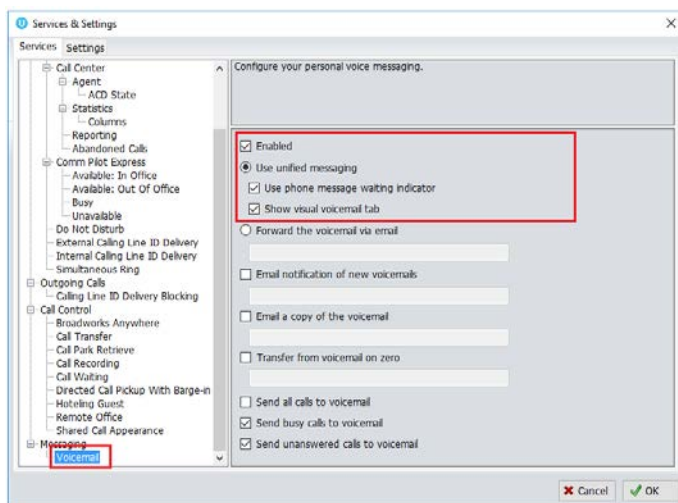 Services & Settings
Services Settings
Call Center
Agent
ACD State
Statistics
Columns
Reporting
Abandoned Calls
Comm Pilot Express
Available: In Office
Available: Out Of Office
Busy
Unavailable
Do Not Disturb
External Calling Line ID Delivery
Internal Calling Line ID Delivery
Simultaneous Ring
Outgoing Calls
Calling Line ID Delivery Blocking
Call Control
Broadworks Anywhere
Call Transfer
Call Park Retrieve
Call Recording
Call Waiting
Directed Call Pickup With Barge-in
Hoteling Guest
Remote Office
Shared Call Appearance
Messaging
Voicemail
Configure your personal voice messaging.
Enabled
Use unified messaging
Use phone message waiting indicator
Show visual voicemail tab
Forward the voicemail via email
Email notification of new voicemails
Email a copy of the voicemail
Transfer from voicemail on zero
Send all calls to voicemail
Send busy calls to voicemail
Send unanswered calls to voicemail
Cancel OK